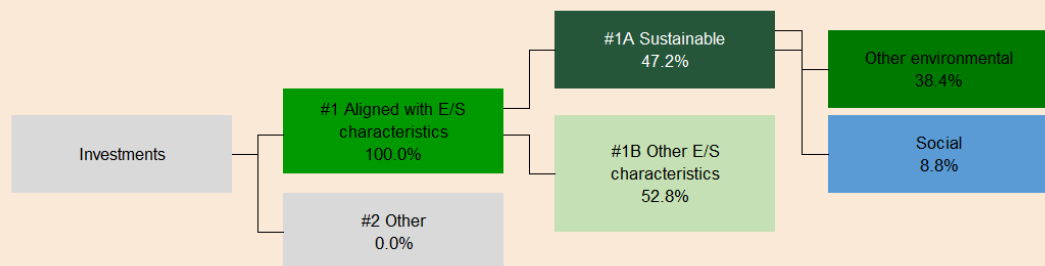 Investments
#1 Aligned with E/S
characteristics
100.0%
#2 Other
0.0%
#1A Sustainable
47.2%
#1B Other E/S
characteristics
52.8%
Other environmental
38.4%
Social
8.8%